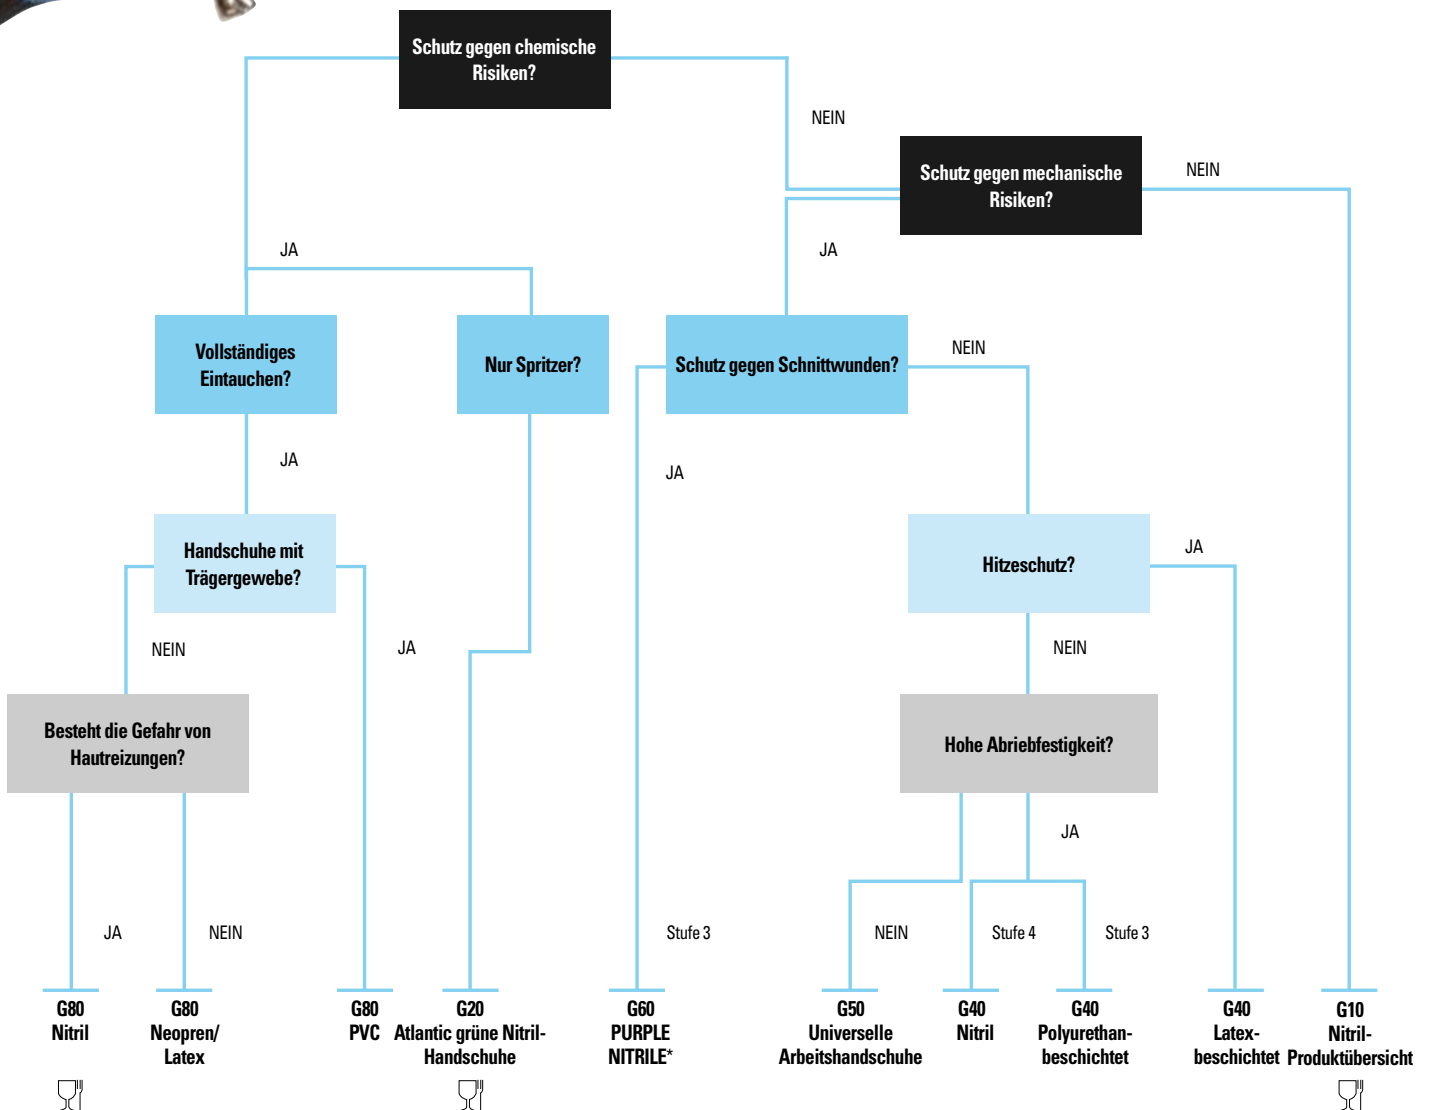 Schutz gegen chemische
Risiken?
NEIN
Schutz gegen mechanische
Risiken?
NEIN
JA
JA
Vollständiges
Eintauchen?
Nur Spritzer?
Schutz gegen Schnittwunden?
NEIN
JA
JA
Handschuhe mit
Trägergewebe?
Hitzeschutz?
JA
NEIN
JA
NEIN
Besteht die Gefahr von
Hautreizungen?
Hohe Abriebfestigkeit?
JA
JA
NEIN
Stufe 3
NEIN
Stufe 4
Stufe 3
G80
Nitril
G80
Neopren/
Latex
G80
PVC
G20
Atlantic grüne Nitril-
Handschuhe
G60
PURPLE
NITRILE*
G50
Universelle
Arbeitshandschuhe
G40
Nitril
G40
Polyurethan-
beschichtet
G40
Latex-
beschichtet
G10
Nitril-
Produktübersicht